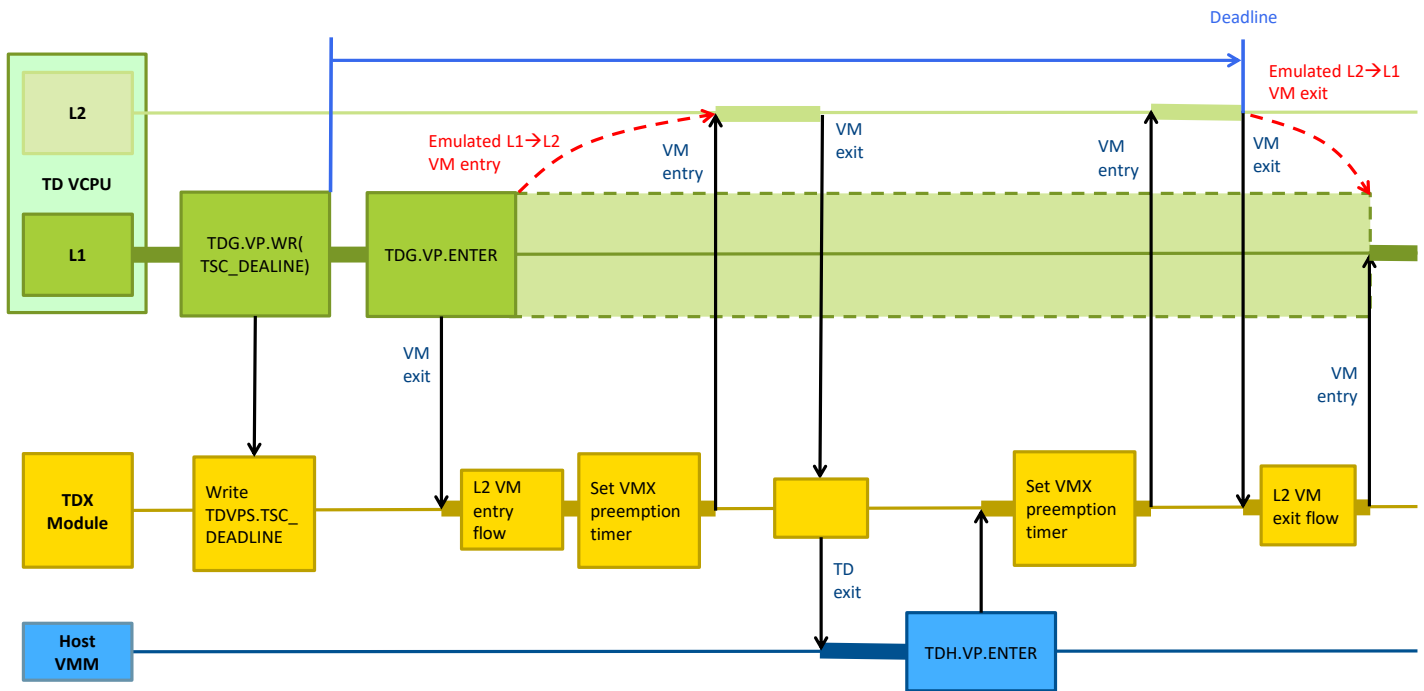 Deadline
Emulated L2→L1
VM exit
L2
Emulated L1→L2
VM entry
VM
entry
VM
exit
VM
entry
VM
exit
TD VCPU
L1
TDG.VP.WR(
TSC_DEALINE)
TDG.VP.ENTER
VM
exit
VM
entry
TDX
Module
Write
TDVPS.TSC_
DEADLINE
L2 VM
entry
flow
Set VMX
preemption
timer
Set VMX
preemption
timer
L2 VM
exit flow
TD
exit
Host
VMM
TDH.VP.ENTER